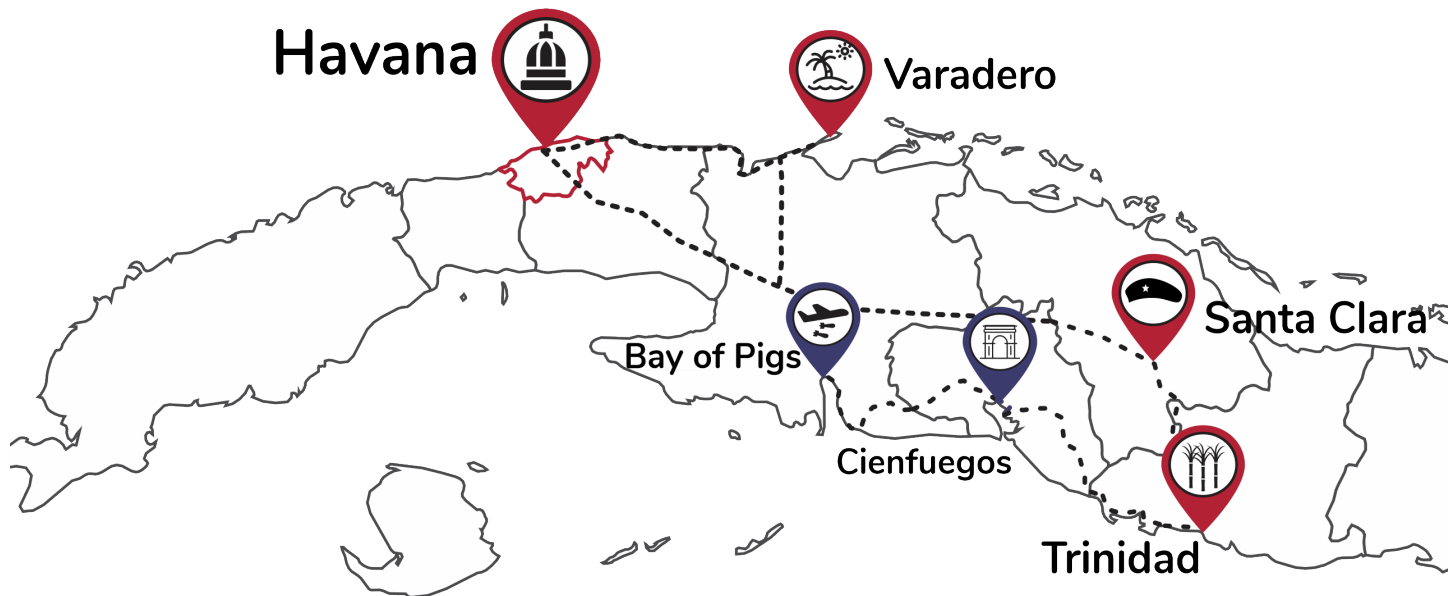 Havana
Varadero
Santa Clara
Bay of Pigs
Cienfuegos
Trinidad